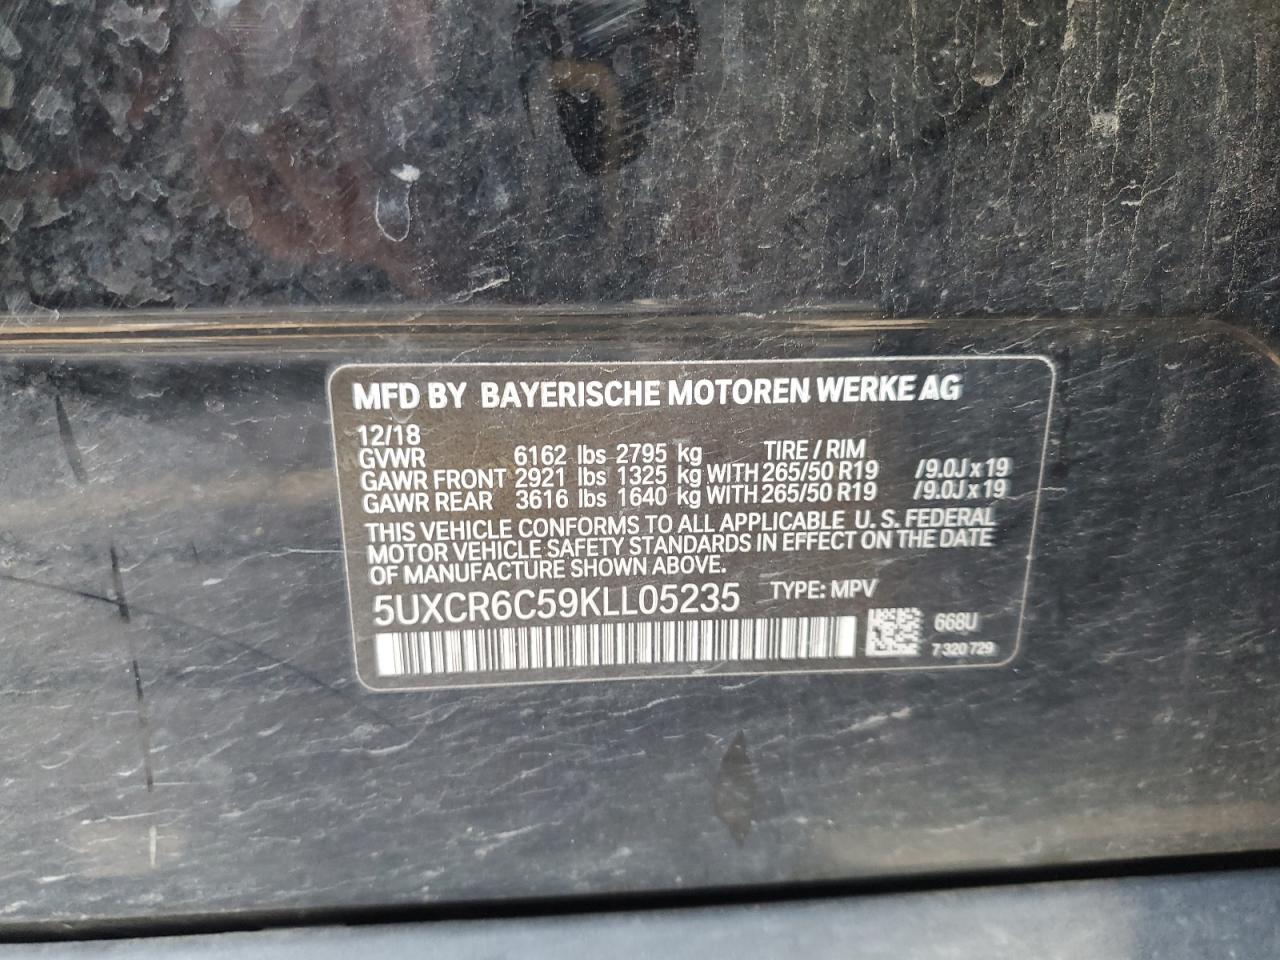 MFD BY BAYERISCHE MOTOREN WERKE AG
12/18
GVWR 6162 lbs 2795 kg TIRE / RIM
GAWR FRONT 2921 lbs 1325 kg WITH 265/50 R19 /9.0J x 19
GAWR REAR 3616 lbs 1640 kg WITH 265/50 R19 /9.0J x 19
THIS VEHICLE CONFORMS TO ALL APPLICABLE U.S. FEDERAL
MOTOR VEHICLE SAFETY STANDARDS IN EFFECT ON THE DATE
OF MANUFACTURE SHOWN ABOVE.
5UXCR6C59KLL05235 TYPE: MPV
668U
7 320 729